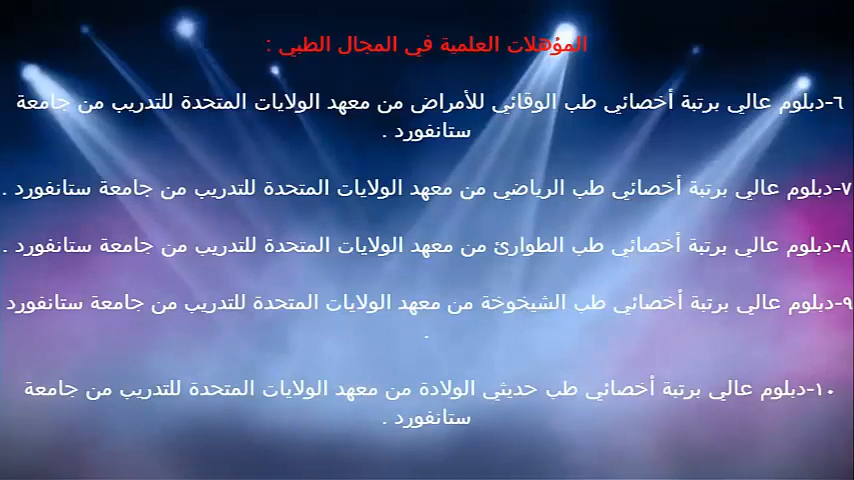 المؤهلات العلمية في المجال الطبي :
٦-دبلوم عالي برتبة أخصائي طب الوقائي للأمراض من معهد الولايات المتحدة للتدريب من جامعة
ستانفورد .
٧-دبلوم عالي برتبة أخصائي طب الرياضي من معهد الولايات المتحدة للتدريب من جامعة ستانفورد .
٨-دبلوم عالي برتبة أخصائي طب الطوارئ من معهد الولايات المتحدة للتدريب من جامعة ستانفورد .
٩-دبلوم عالي برتبة أخصائي طب الشيخوخة من معهد الولايات المتحدة للتدريب من جامعة ستانفورد
.
١٠-دبلوم عالي برتبة أخصائي طب حديثي الولادة من معهد الولايات المتحدة للتدريب من جامعة
ستانفورد .